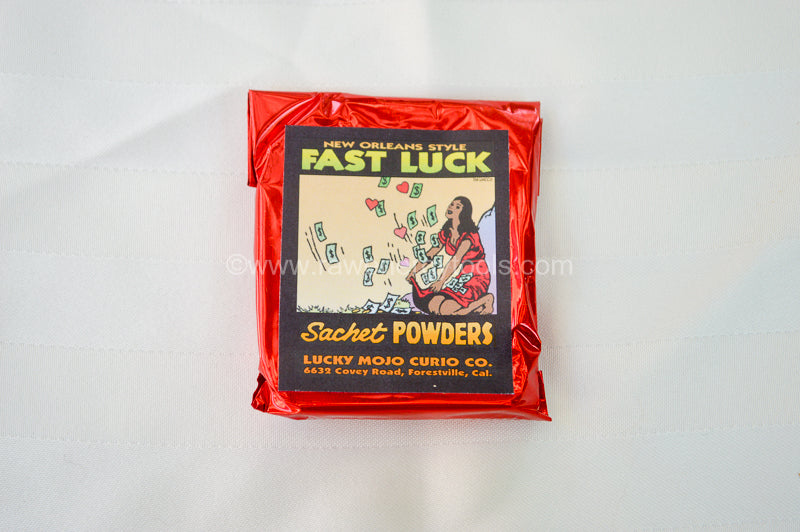 NEW ORLEANS STYLE
FAST LUCK
$ $ $ $ $ $ $ $
Sachet POWDERS
LUCKY MOJO CURIO CO.
6632 Covey Road, Forestville, Cal.